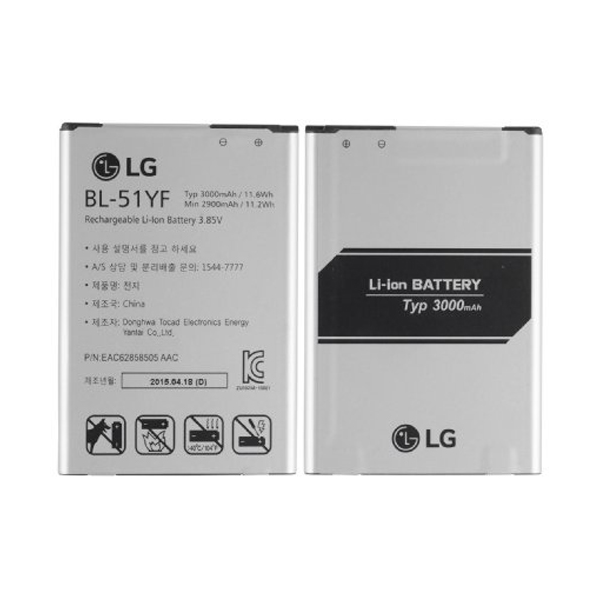 LG
BL-51YF
Typ 3000mAh / 11.6Wh
Min 2900mAh / 11.2Wh
Rechargeable Li-Ion Battery 3.85V
• 사용 설명서를 참고 하세요
• A/S 상담 및 분리배출 문의: 1544-7777
• 제품명: 전지
• 제조국: China
• 제조자: Donghwa Tocad Electronics Energy
Yantai Co.,Ltd.
P/N:EAC62858505 AAC
제조년월: 2015.04.18 (D)
-40℃/104℉
Li-ion BATTERY
Typ 3000mAh
LG